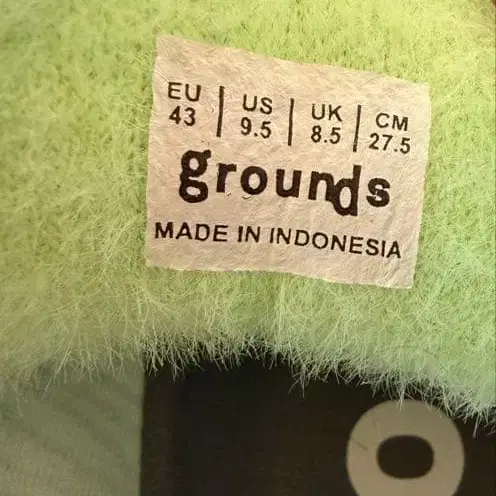 EU | US | UK | CM
43 | 9.5 | 8.5 | 27.5
grounds
MADE IN INDONESIA